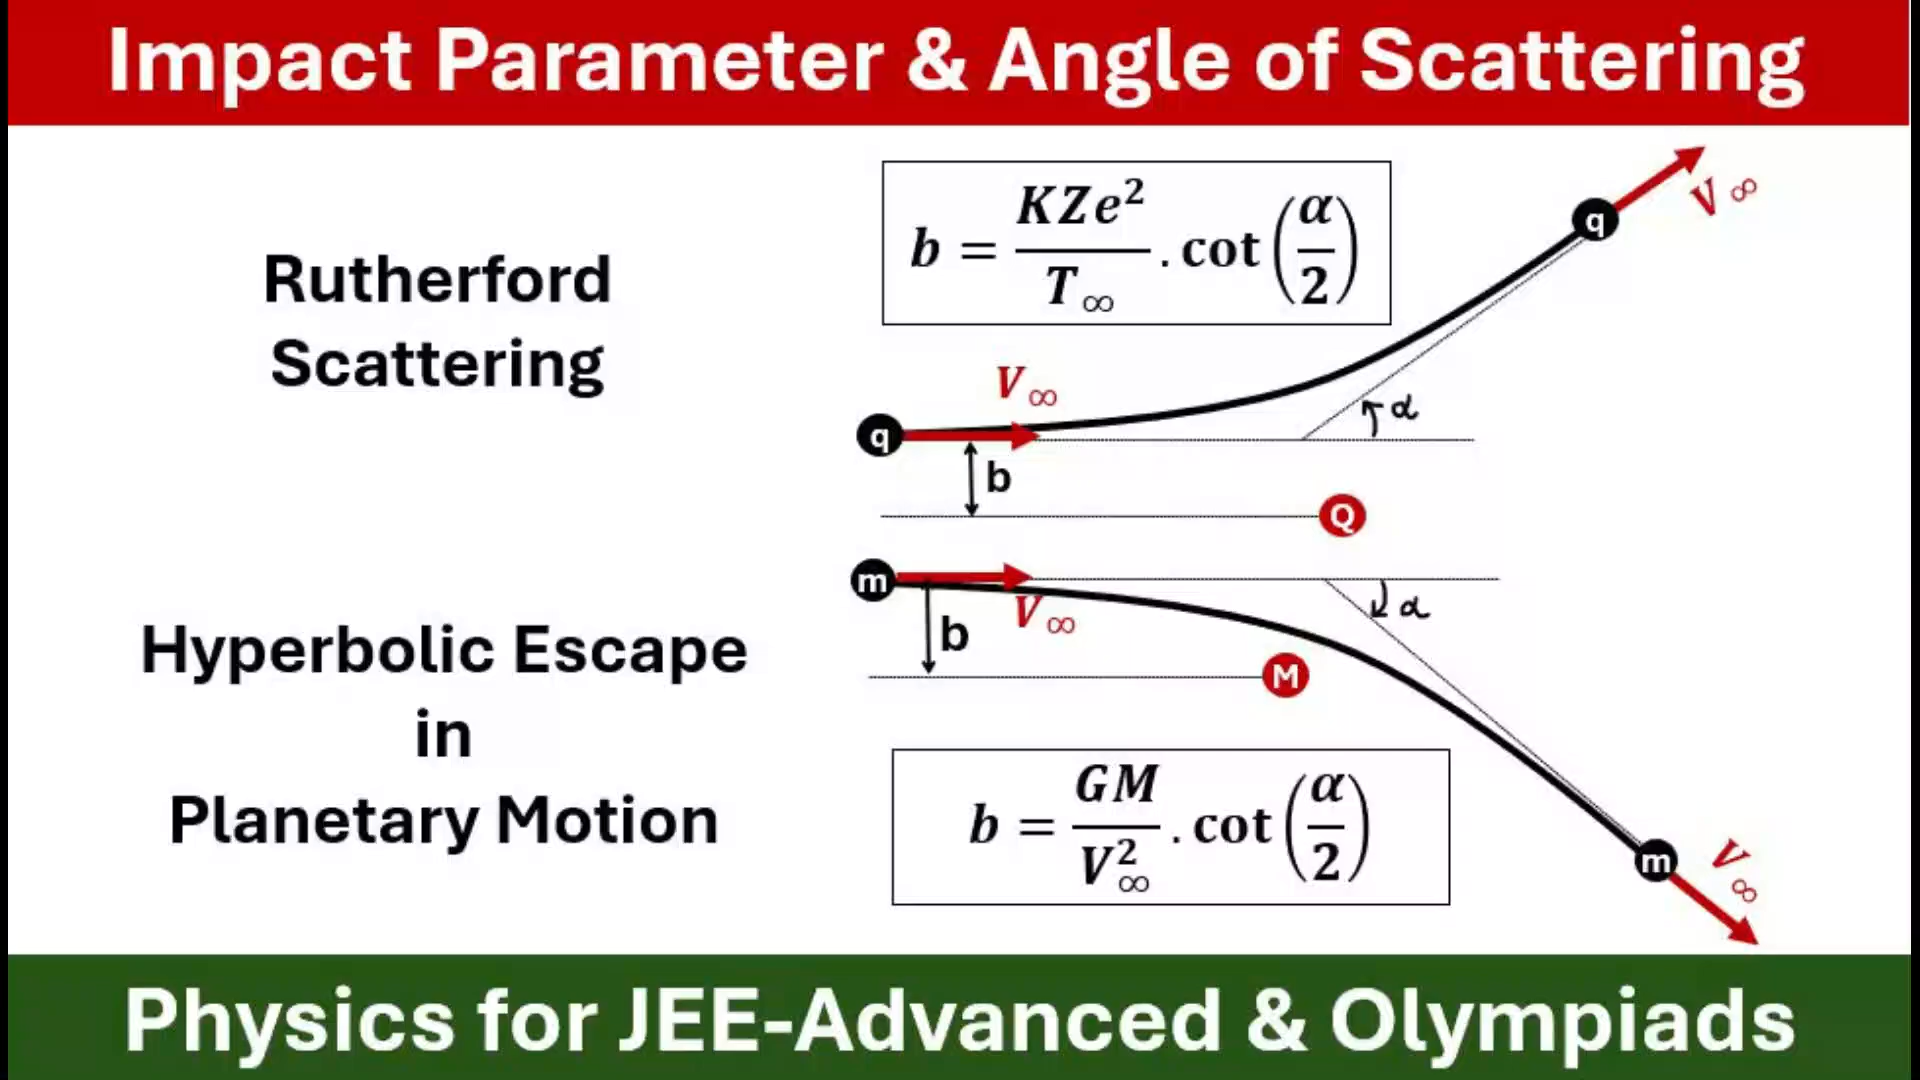 Impact Parameter & Angle of Scattering
Rutherford
Scattering
b = KZe²/T∞ . cot(α/2)
q
V∞
V∞
α
q
b
Q
m
V∞
α
b
M
Hyperbolic Escape
in
Planetary Motion
b = GM/V∞² . cot(α/2)
m
V∞
Physics for JEE-Advanced & Olympiads